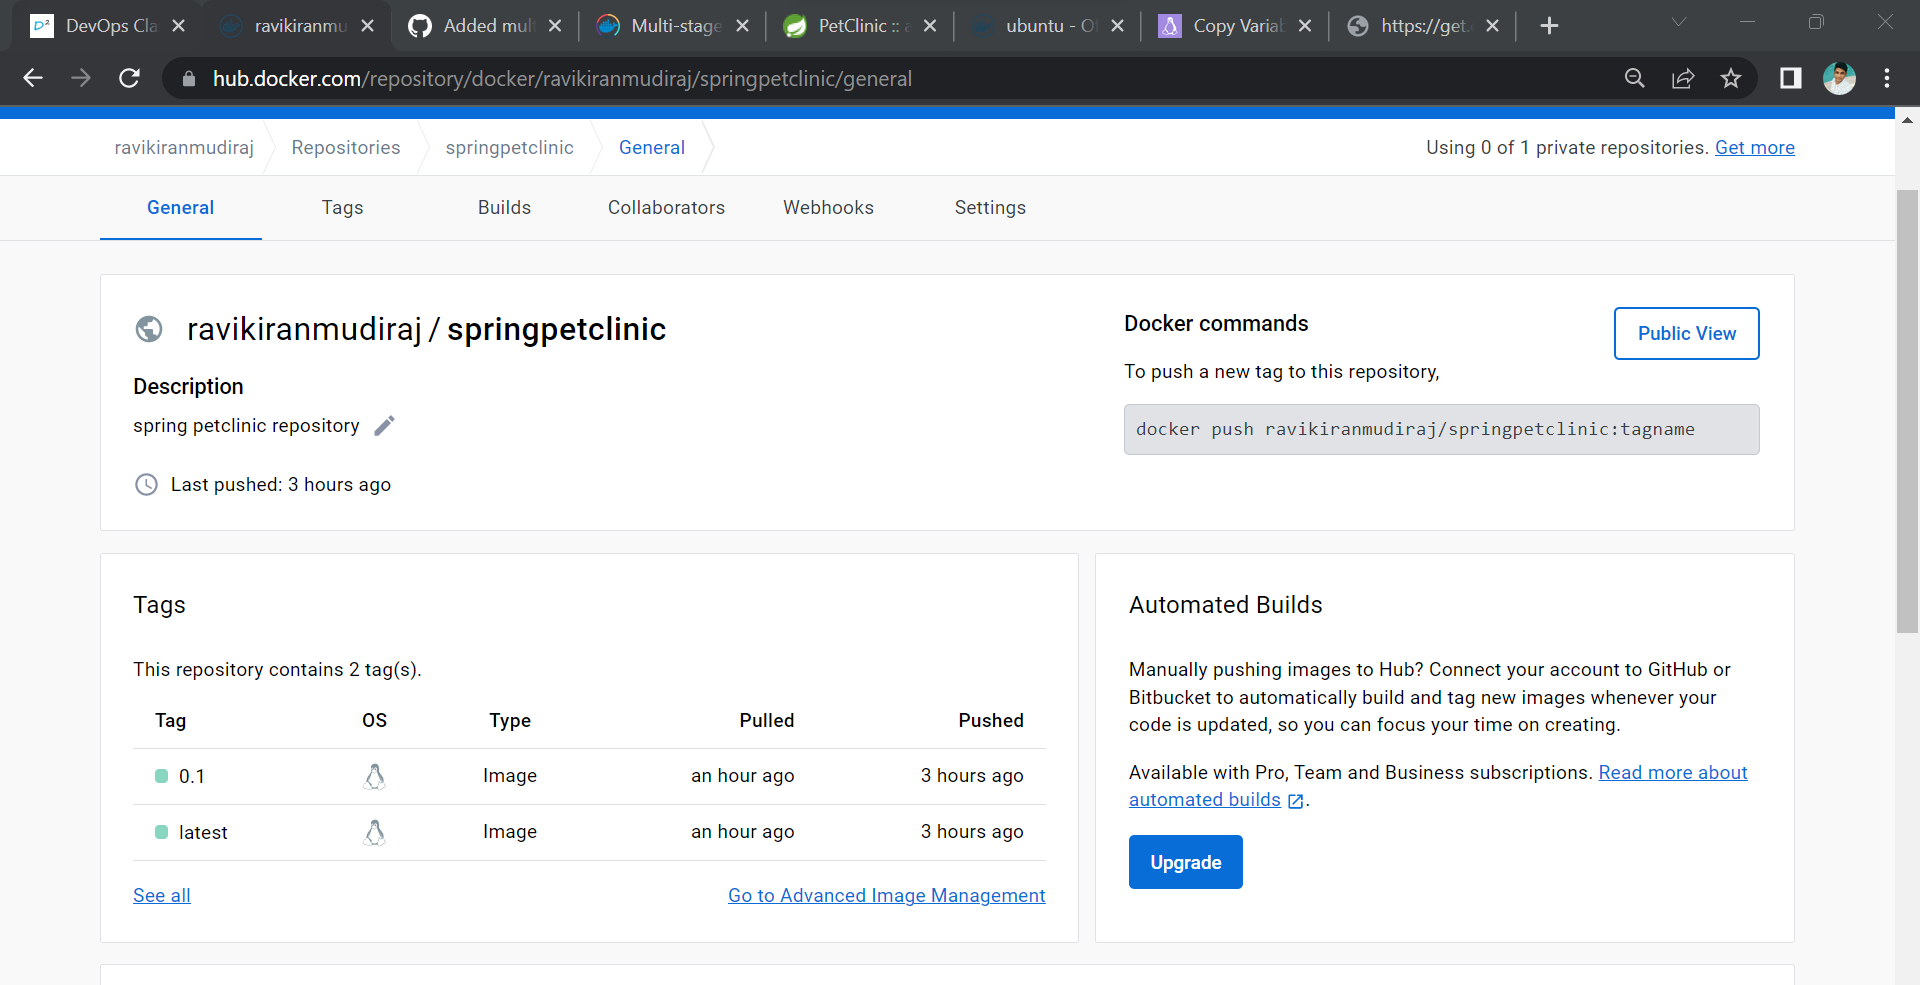 DevOps Cla
ravikiranmu
Added mul
Multi-stage
PetClinic :: a
ubuntu - Of
Copy Variab
https://get.
hub.docker.com/repository/docker/ravikiranmudiraj/springpetclinic/general
ravikiranmudiraj
Repositories
springpetclinic
General
Using 0 of 1 private repositories. Get more
General
Tags
Builds
Collaborators
Webhooks
Settings
ravikiranmudiraj / springpetclinic
Description
spring petclinic repository
Last pushed: 3 hours ago
Docker commands
Public View
To push a new tag to this repository,
docker push ravikiranmudiraj/springpetclinic:tagname
Tags
This repository contains 2 tag(s).
Tag OS Type Pulled Pushed
0.1 Image an hour ago 3 hours ago
latest Image an hour ago 3 hours ago
See all
Go to Advanced Image Management
Automated Builds
Manually pushing images to Hub? Connect your account to GitHub or
Bitbucket to automatically build and tag new images whenever your
code is updated, so you can focus your time on creating.
Available with Pro, Team and Business subscriptions. Read more about
automated builds .
Upgrade